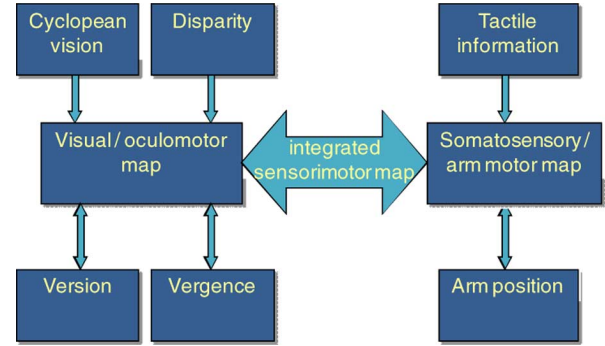 Cyclopean
vision
Disparity
Tactile
information
Visual / oculomotor
map
integrated
sensorimotor map
Somatosensory /
arm motor map
Version
Vergence
Arm position